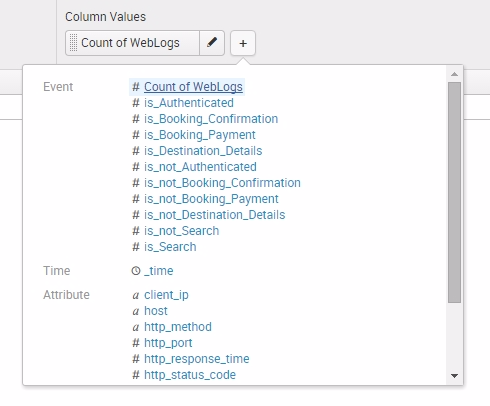 Column Values
Count of WebLogs +
Event # Count of WebLogs
# is_Authenticated
# is_Booking_Confirmation
# is_Booking_Payment
# is_Destination_Details
# is_not_Authenticated
# is_not_Booking_Confirmation
# is_not_Booking_Payment
# is_not_Destination_Details
# is_not_Search
# is_Search
Time _time
Attribute a client_ip
a host
a http_method
# http_port
# http_response_time
# http_status_code